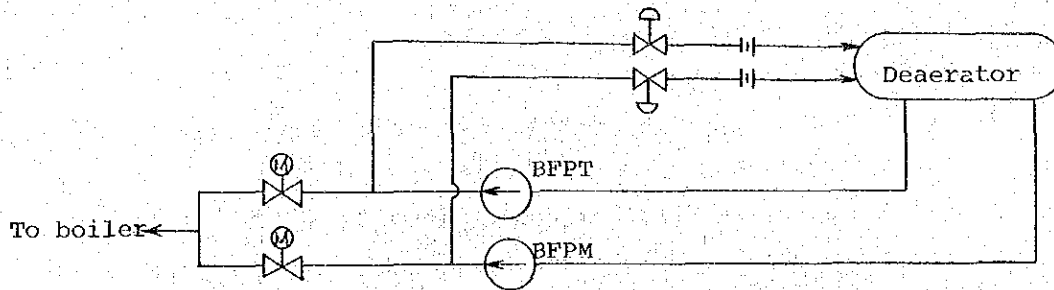 Deaerator
BFPT
M
To boiler
M
BFPM